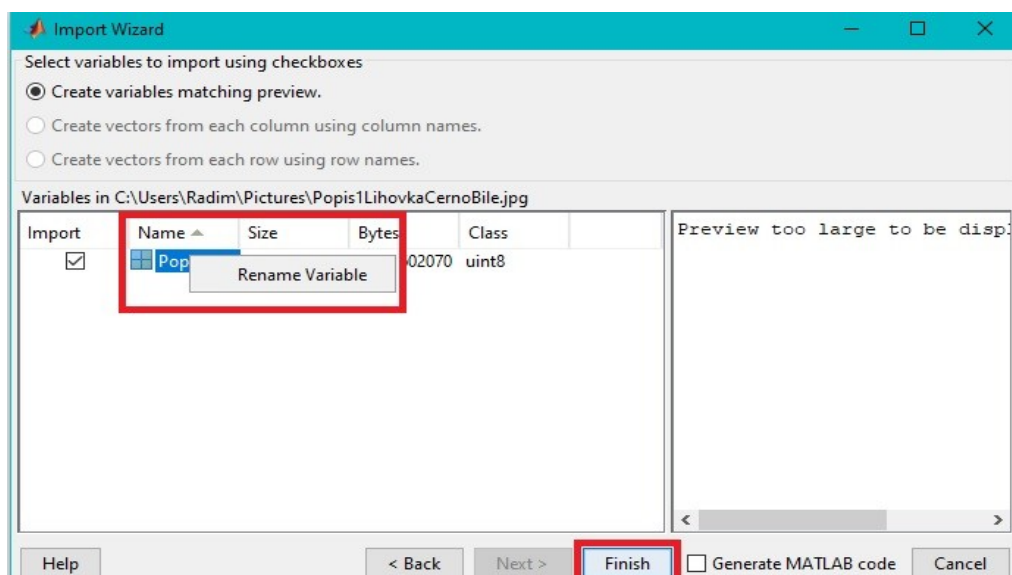 Import Wizard
Select variables to import using checkboxes
Create variables matching preview.
Create vectors from each column using column names.
Create vectors from each row using row names.
Variables in C:\Users\Radim\Pictures\Popis1LihovkaCernoBile.jpg
Import Name Size Bytes Class
Pop 02070 uint8
Rename Variable
Preview too large to be displ
Help < Back Next > Finish Generate MATLAB code Cancel